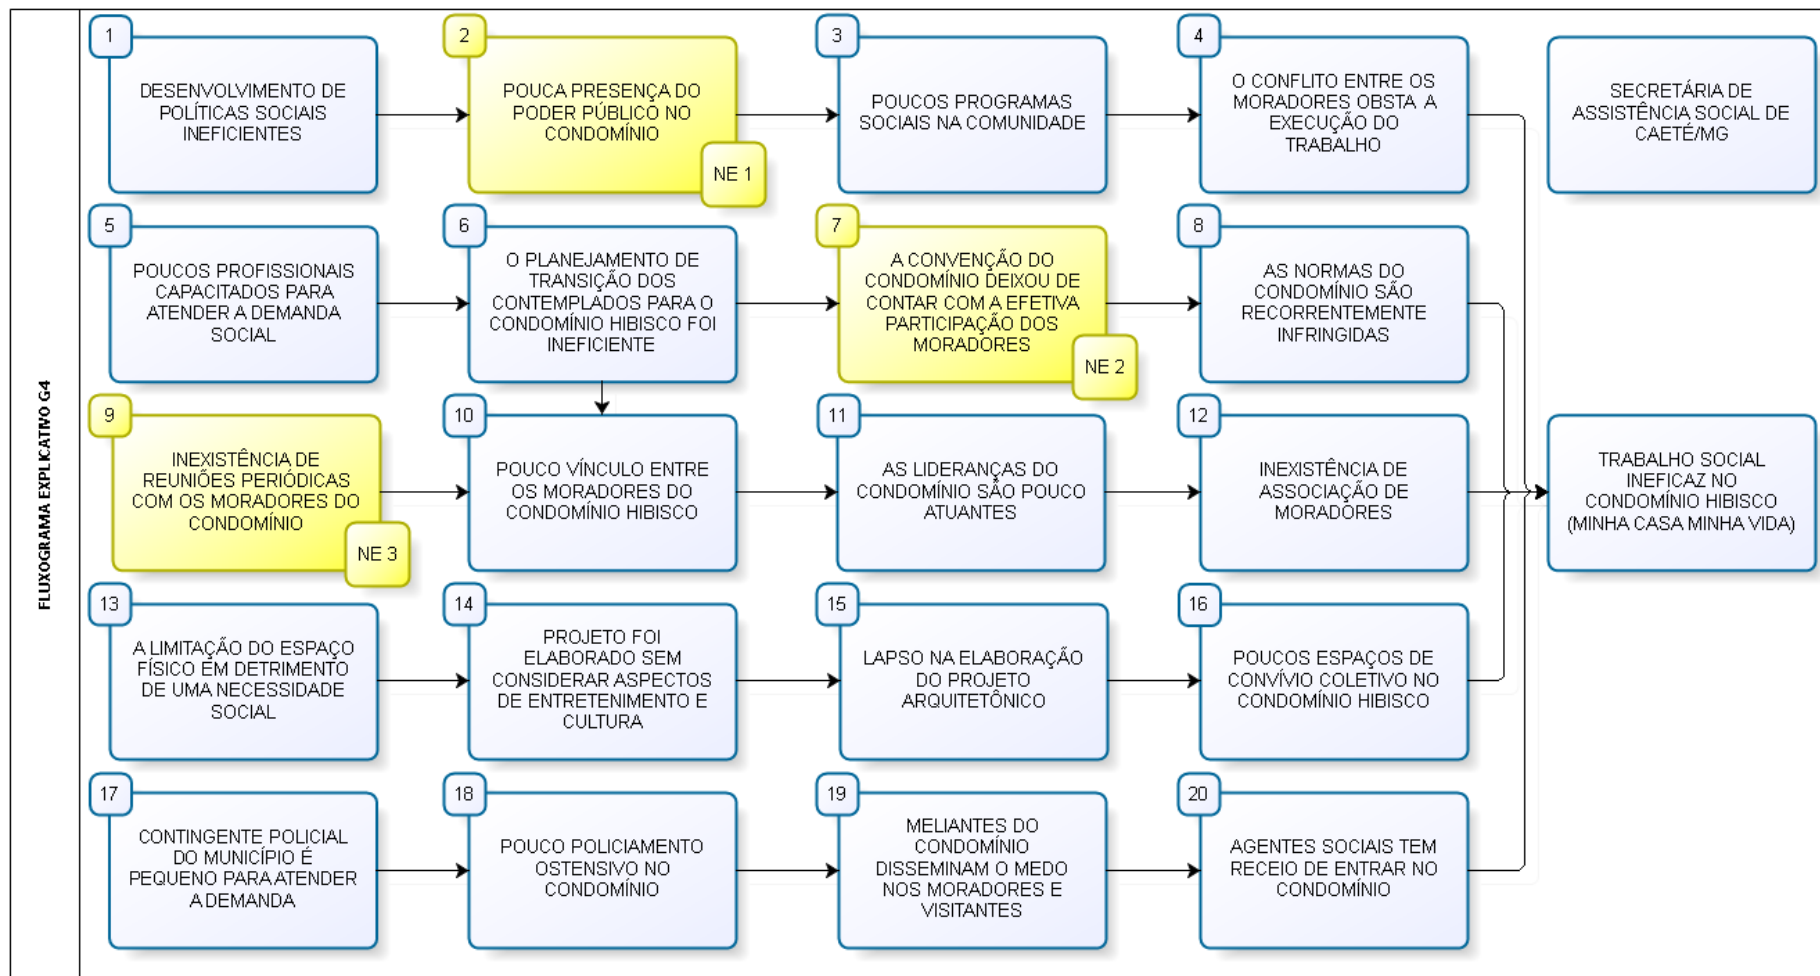 FLUXOGRAMA EXPLICATIVO G4
1
DESENVOLVIMENTO DE
POLÍTICAS SOCIAIS
INEFICIENTES
2
POUCA PRESENÇA DO
PODER PÚBLICO NO
CONDOMÍNIO
NE 1
3
POUCOS PROGRAMAS
SOCIAIS NA COMUNIDADE
4
O CONFLITO ENTRE OS
MORADORES OBSTA A
EXECUÇÃO DO
TRABALHO
SECRETÁRIA DE
ASSISTÊNCIA SOCIAL DE
CAETÉ/MG
5
POUCOS PROFISSIONAIS
CAPACITADOS PARA
ATENDER A DEMANDA
SOCIAL
6
O PLANEJAMENTO DE
TRANSIÇÃO DOS
CONTEMPLADOS PARA O
CONDOMÍNIO HIBISCO FOI
INEFICIENTE
7
A CONVENÇÃO DO
CONDOMÍNIO DEIXOU DE
CONTAR COM A EFETIVA
PARTICIPAÇÃO DOS
MORADORES
NE 2
8
AS NORMAS DO
CONDOMÍNIO SÃO
RECORRENTEMENTE
INFRINGIDAS
9
INEXISTÊNCIA DE
REUNIÕES PERIÓDICAS
COM OS MORADORES DO
CONDOMÍNIO
NE 3
10
POUCO VÍNCULO ENTRE
OS MORADORES DO
CONDOMÍNIO HIBISCO
11
AS LIDERANÇAS DO
CONDOMÍNIO SÃO POUCO
ATUANTES
12
INEXISTÊNCIA DE
ASSOCIAÇÃO DE
MORADORES
TRABALHO SOCIAL
INEFICAZ NO
CONDOMÍNIO HIBISCO
(MINHA CASA MINHA VIDA)
13
A LIMITAÇÃO DO ESPAÇO
FÍSICO EM DETRIMENTO
DE UMA NECESSIDADE
SOCIAL
14
PROJETO FOI
ELABORADO SEM
CONSIDERAR ASPECTOS
DE ENTRETENIMENTO E
CULTURA
15
LAPSO NA ELABORAÇÃO
DO PROJETO
ARQUITETÔNICO
16
POUCOS ESPAÇOS DE
CONVÍVIO COLETIVO NO
CONDOMÍNIO HIBISCO
17
CONTINGENTE POLICIAL
DO MUNICÍPIO É
PEQUENO PARA ATENDER
A DEMANDA
18
POUCO POLICIAMENTO
OSTENSIVO NO
CONDOMÍNIO
19
MELIANTES DO
CONDOMÍNIO
DISSEMINAM O MEDO
NOS MORADORES E
VISITANTES
20
AGENTES SOCIAIS TEM
RECEIO DE ENTRAR NO
CONDOMÍNIO